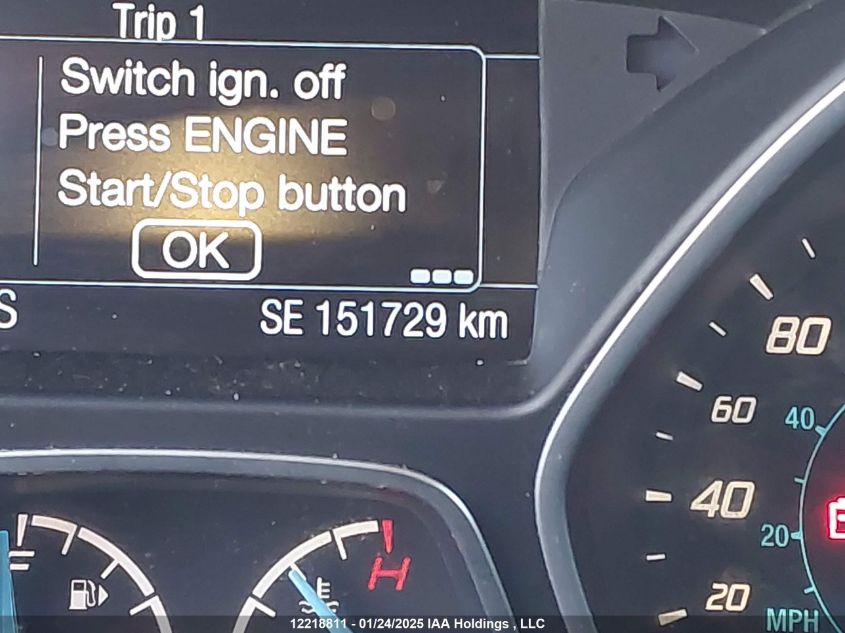 Trip 1
Switch ign. off
Press ENGINE
Start/Stop button
OK
S
SE 151729 km
80
60
40
40
20
20
MPH
H
E
12218811 - 01/24/2025 IAA Holdings , LLC